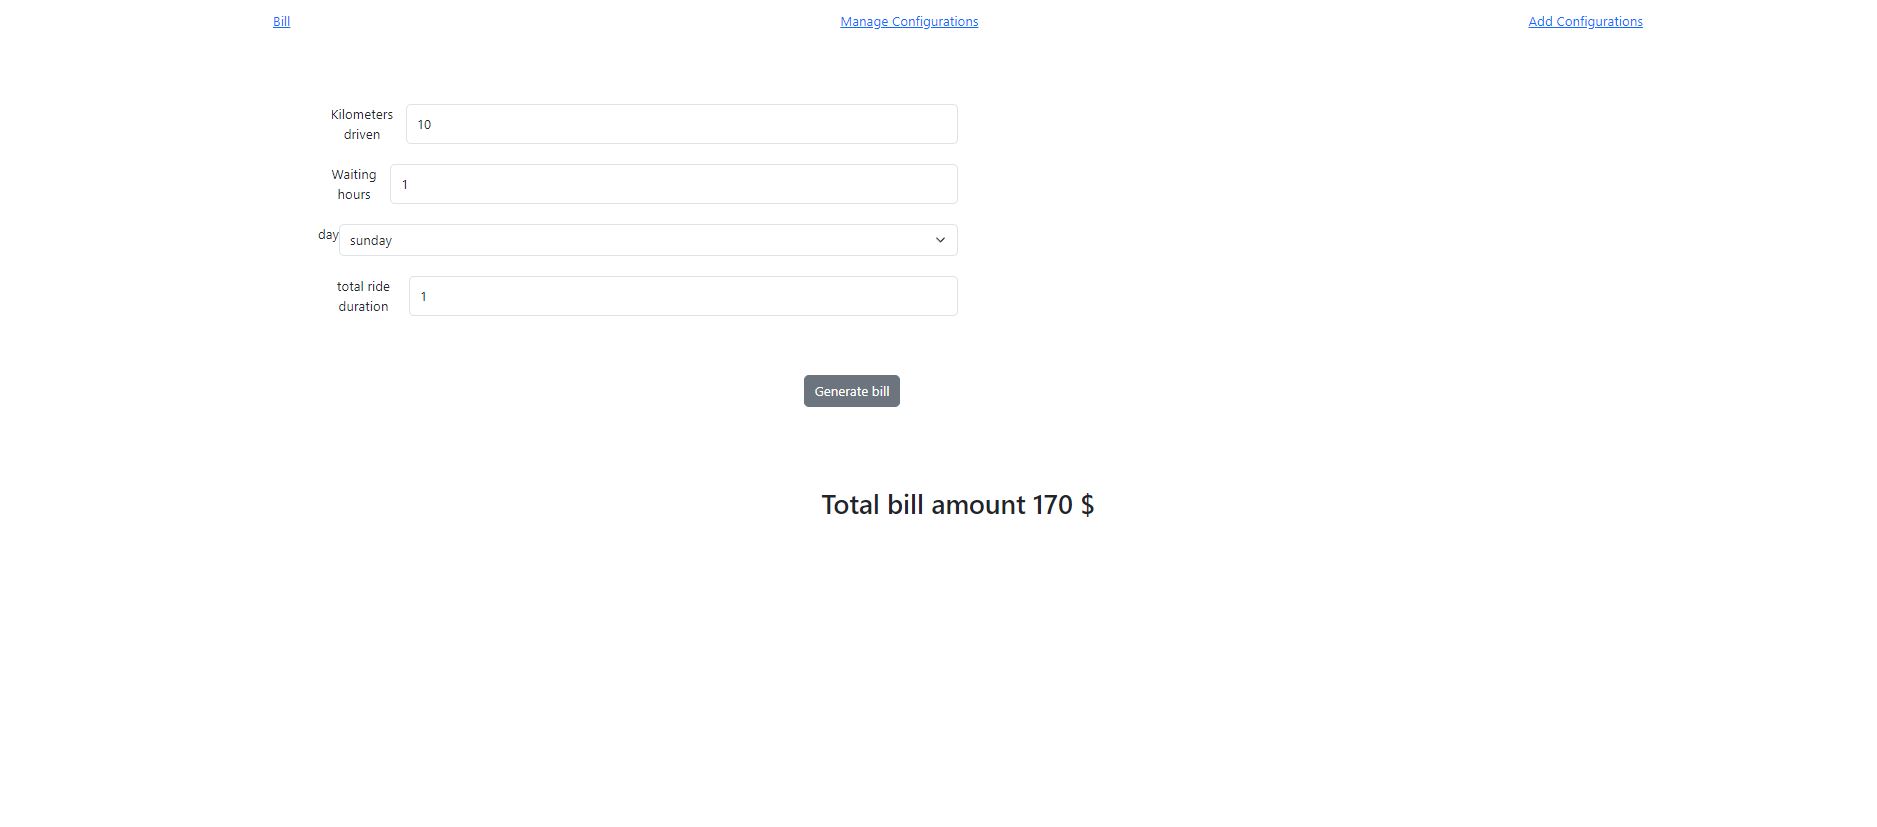 Bill
Manage Configurations
Add Configurations
Kilometers
driven
10
Waiting
hours
1
day
sunday
total ride
duration
1
Generate bill
Total bill amount 170 $